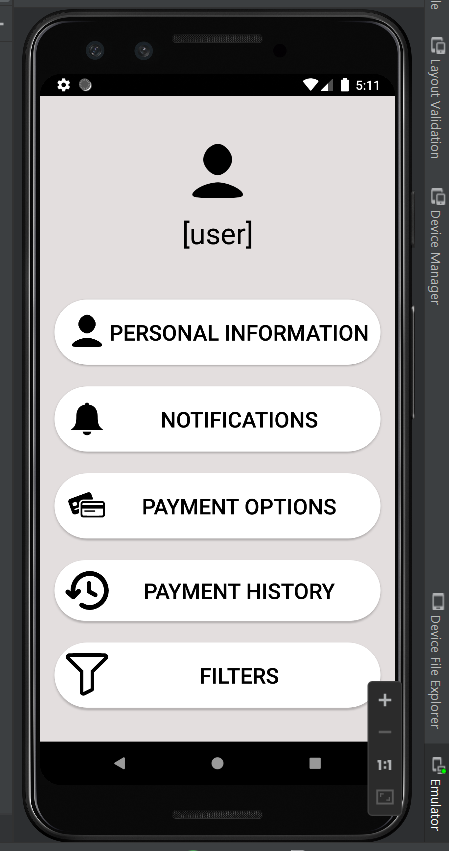 5:11
[user]
PERSONAL INFORMATION
NOTIFICATIONS
PAYMENT OPTIONS
PAYMENT HISTORY
FILTERS
1:1
Layout Validation
Device Manager
Device File Explorer
Emulator